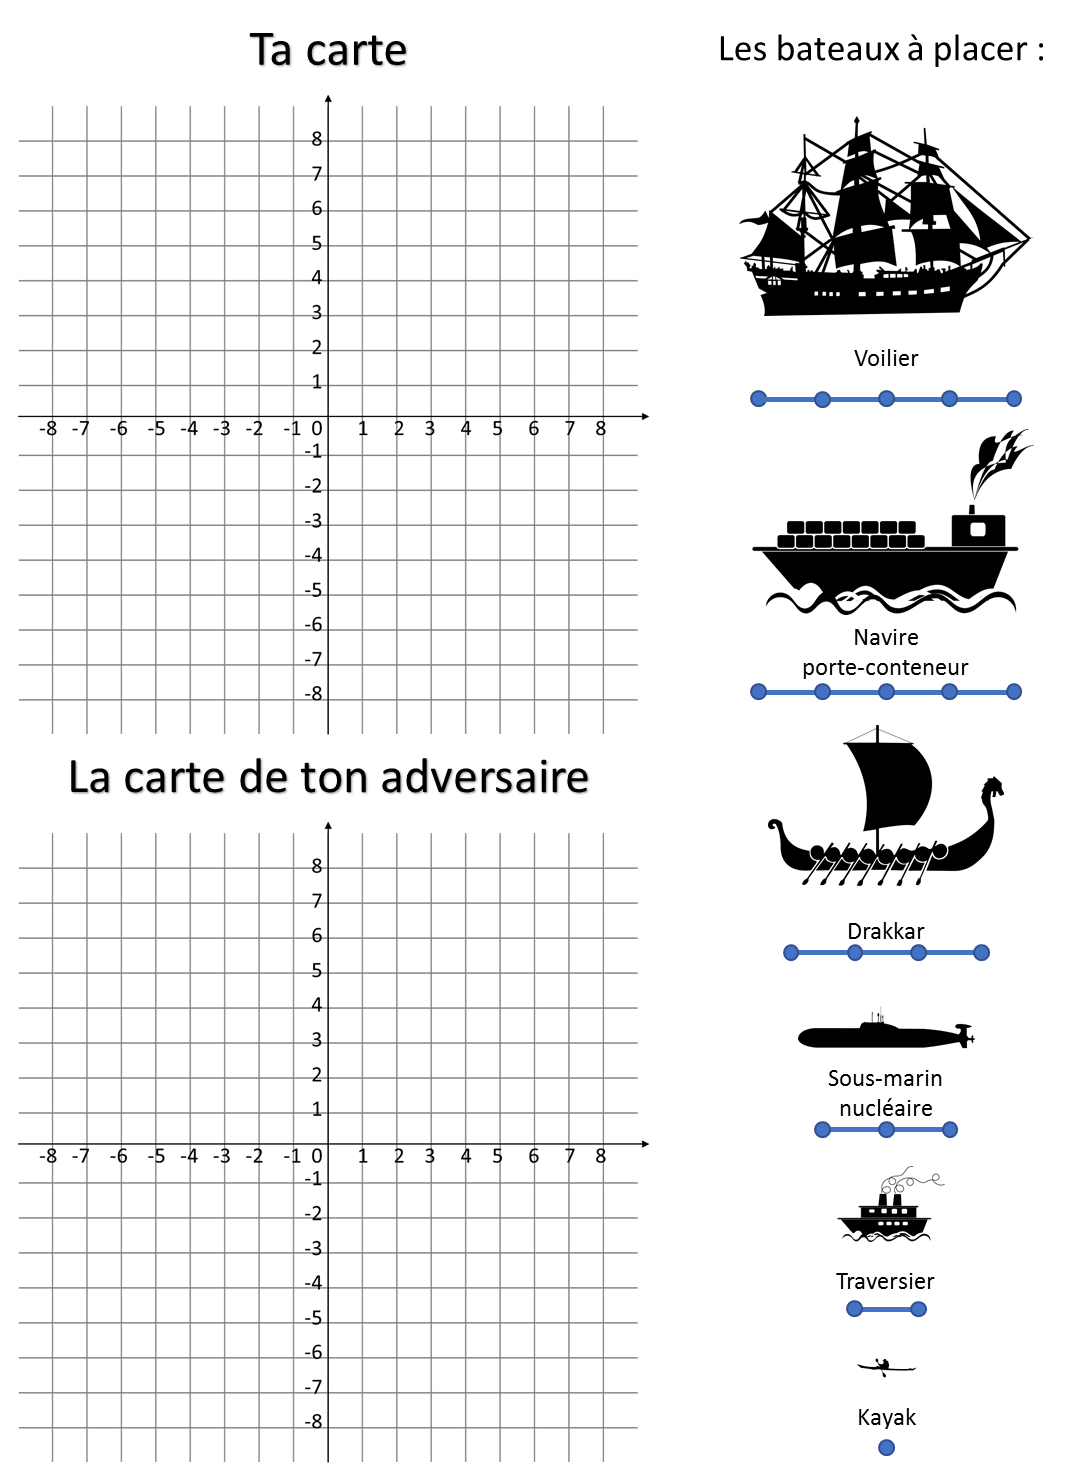 Ta carte
8
7
6
5
4
3
2
1
-8 -7 -6 -5 -4 -3 -2 -1 0 1 2 3 4 5 6 7 8
-1
-2
-3
-4
-5
-6
-7
-8
La carte de ton adversaire
8
7
6
5
4
3
2
1
-8 -7 -6 -5 -4 -3 -2 -1 0 1 2 3 4 5 6 7 8
-1
-2
-3
-4
-5
-6
-7
-8
Les bateaux à placer :
Voilier
Navire
porte-conteneur
Drakkar
Sous-marin
nucléaire
Traversier
Kayak